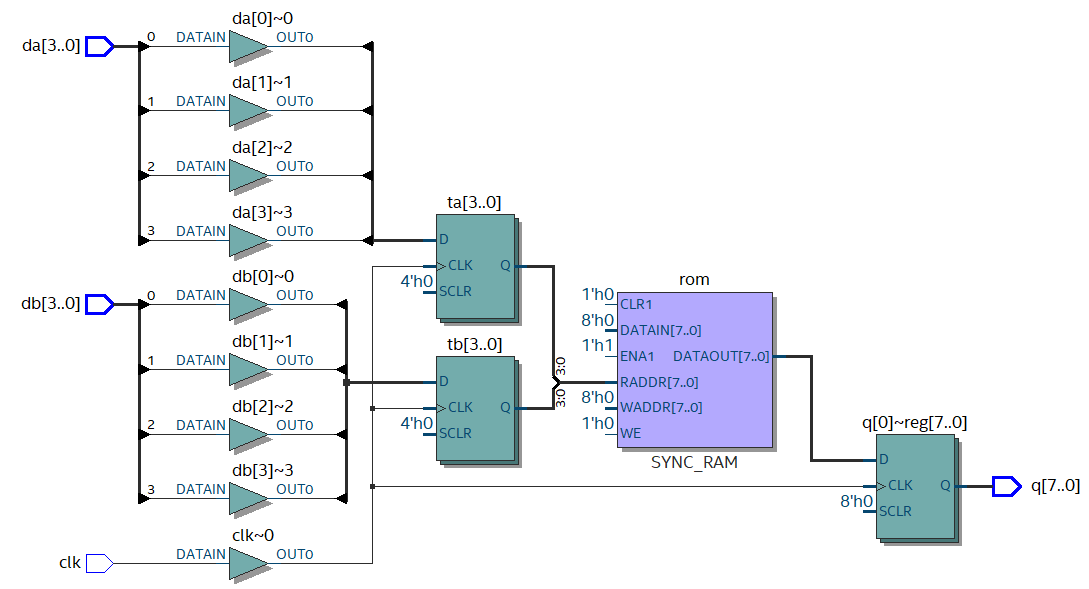 da[0]~0
da[3..0]
0
DATAIN
OUT0
da[1]~1
1
DATAIN
OUT0
da[2]~2
2
DATAIN
OUT0
da[3]~3
3
DATAIN
OUT0
db[0]~0
db[3..0]
0
DATAIN
OUT0
db[1]~1
1
DATAIN
OUT0
db[2]~2
2
DATAIN
OUT0
db[3]~3
3
DATAIN
OUT0
clk~0
clk
DATAIN
OUT0
ta[3..0]
D
CLK
Q
4'h0
SCLR
tb[3..0]
D
CLK
Q
4'h0
SCLR
3:0
3:0
rom
1'h0
CLR1
8'h0
DATAIN[7..0]
1'h1
ENA1
DATAOUT[7..0]
RADDR[7..0]
8'h0
WADDR[7..0]
1'h0
WE
SYNC_RAM
q[0]~reg[7..0]
D
CLK
Q
8'h0
SCLR
q[7..0]